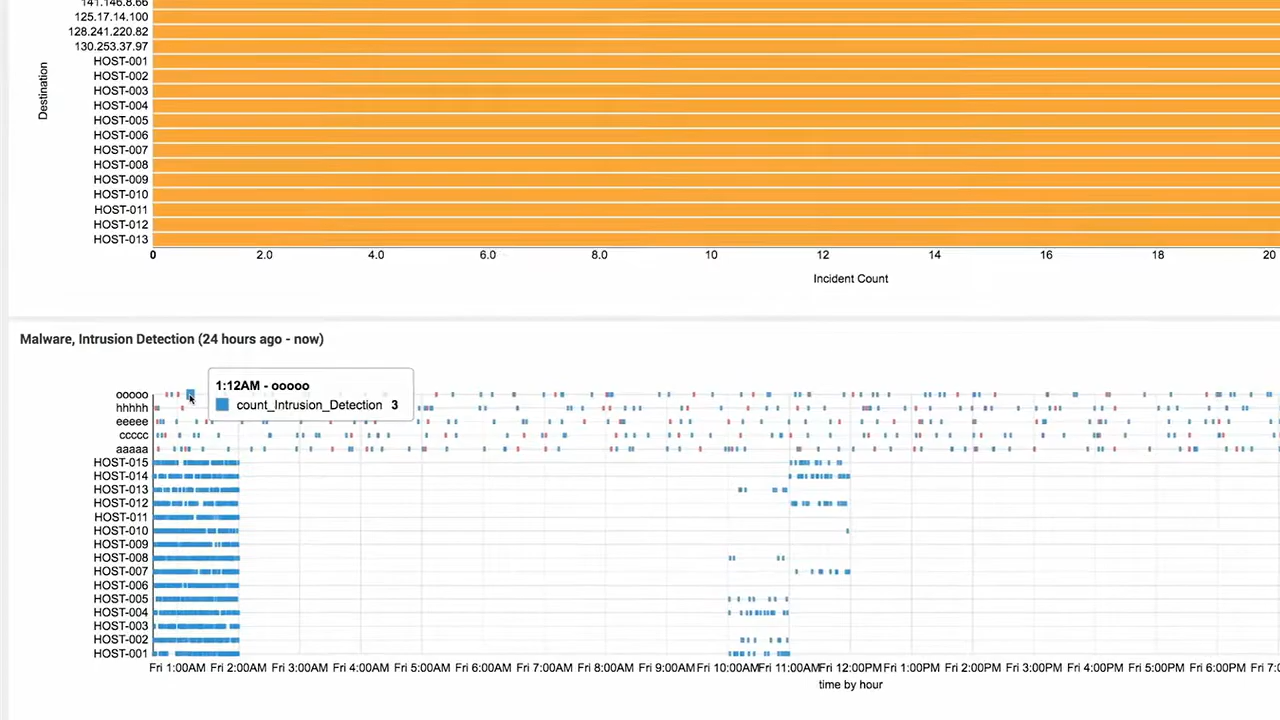 141.146.8.66
125.17.14.100
128.241.220.82
130.253.37.97
HOST-001
HOST-002
HOST-003
HOST-004
HOST-005
HOST-006
HOST-007
HOST-008
HOST-009
HOST-010
HOST-011
HOST-012
HOST-013
Destination
0 2.0 4.0 6.0 8.0 10 12 14 16 18 20
Incident Count
Malware, Intrusion Detection (24 hours ago - now)
1:12AM - ooooo
count_Intrusion_Detection 3
ooooo
hhhhh
eeeee
ccccc
aaaaa
HOST-015
HOST-014
HOST-013
HOST-012
HOST-011
HOST-010
HOST-009
HOST-008
HOST-007
HOST-006
HOST-005
HOST-004
HOST-003
HOST-002
HOST-001
Fri 1:00AM Fri 2:00AM Fri 3:00AM Fri 4:00AM Fri 5:00AM Fri 6:00AM Fri 7:00AM Fri 8:00AM Fri 9:00AM Fri 10:00AM Fri 11:00AM Fri 12:00PM Fri 1:00PM Fri 2:00PM Fri 3:00PM Fri 4:00PM Fri 5:00PM Fri 6:00PM Fri 7:0
time by hour